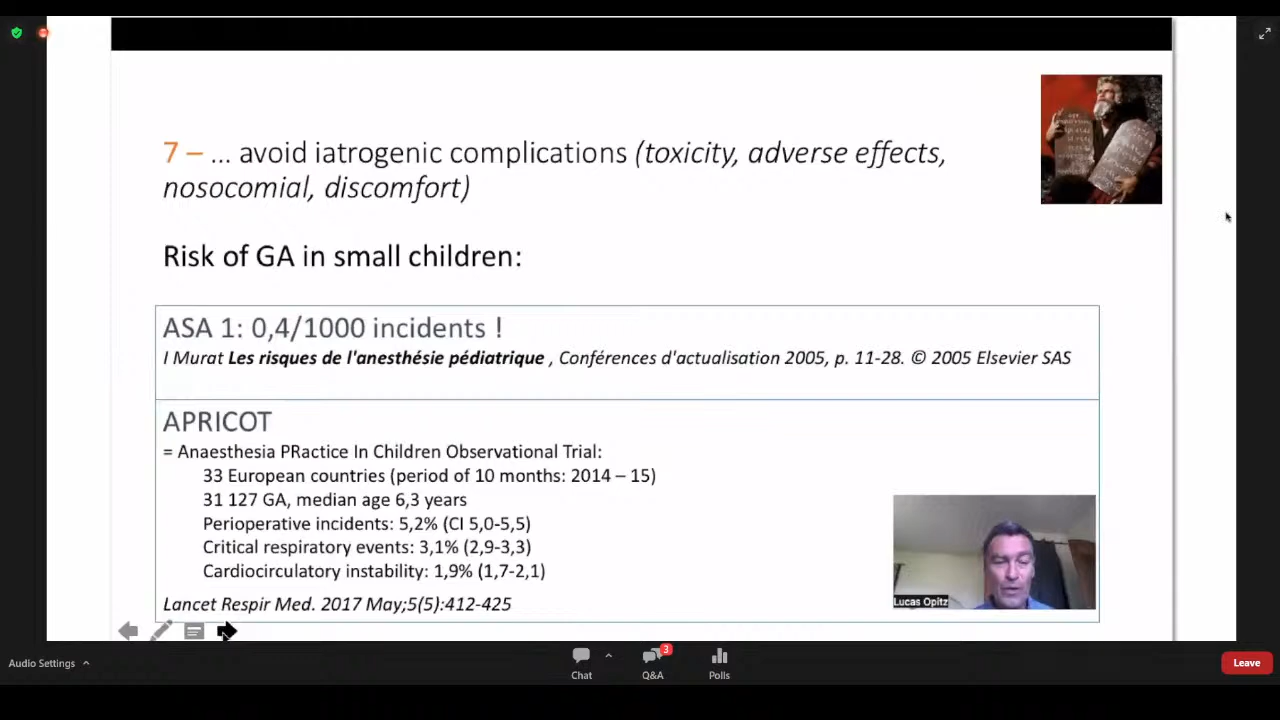 7 – ... avoid iatrogenic complications (toxicity, adverse effects,
nosocomial, discomfort)
Risk of GA in small children:
ASA 1: 0,4/1000 incidents !
I Murat Les risques de l'anesthésie pédiatrique , Conférences d'actualisation 2005, p. 11-28. © 2005 Elsevier SAS
APRICOT
= Anaesthesia PRactice In Children Observational Trial:
33 European countries (period of 10 months: 2014 – 15)
31 127 GA, median age 6,3 years
Perioperative incidents: 5,2% (CI 5,0-5,5)
Critical respiratory events: 3,1% (2,9-3,3)
Cardiocirculatory instability: 1,9% (1,7-2,1)
Lancet Respir Med. 2017 May;5(5):412-425
Lucas Opitz
Audio Settings
Chat
3
Q&A
Polls
Leave